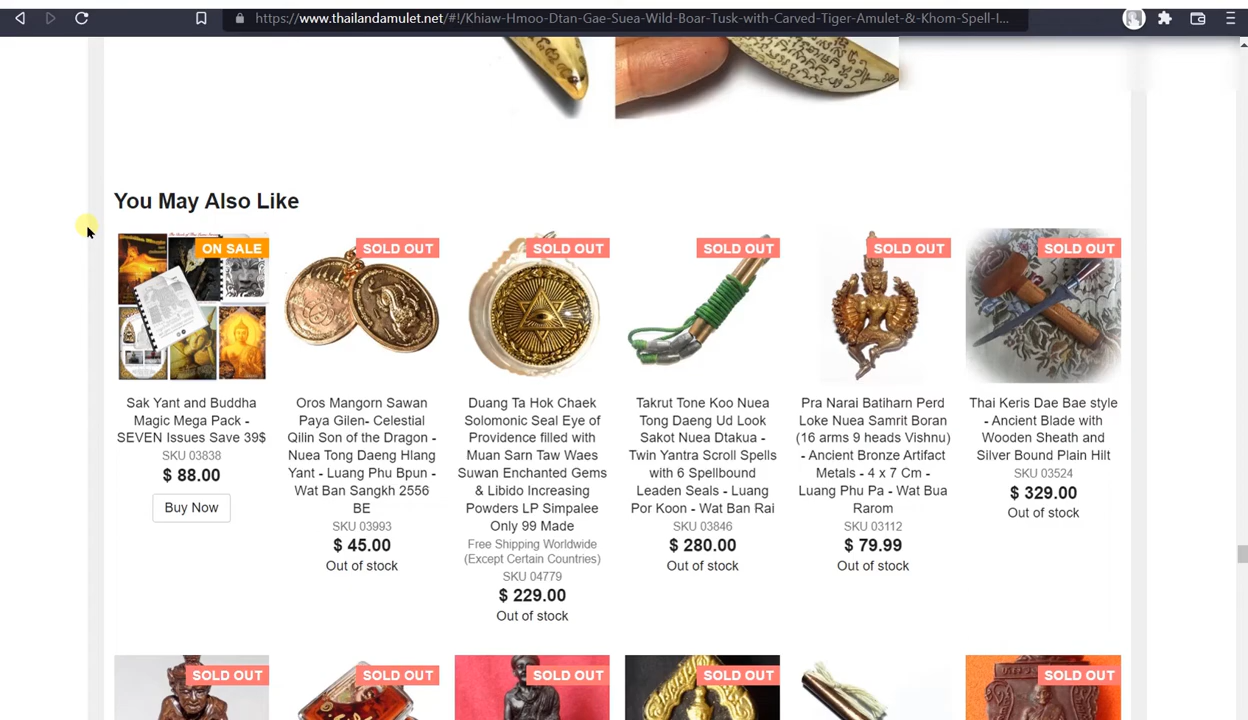 https://www.thailandamulet.net/#!/Khiaw-Hmoo-Dtan-Gae-Suea-Wild-Boar-Tusk-with-Carved-Tiger-Amulet-&-Khom-Spell-I...
You May Also Like
ON SALE
SOLD OUT
SOLD OUT
SOLD OUT
SOLD OUT
SOLD OUT
Sak Yant and Buddha
Magic Mega Pack -
SEVEN Issues Save 39$
SKU 03838
$ 88.00
Buy Now
Oros Mangorn Sawan
Paya Gilen- Celestial
Qilin Son of the Dragon -
Nuea Tong Daeng Hlang
Yant - Luang Phu Bpun -
Wat Ban Sangkh 2556
BE
SKU 03993
$ 45.00
Out of stock
Duang Ta Hok Chaek
Solomonic Seal Eye of
Providence filled with
Muan Sarn Taw Waes
Suwan Enchanted Gems
& Libido Increasing
Powders LP Simpalee
Only 99 Made
Free Shipping Worldwide
(Except Certain Countries)
SKU 04779
$ 229.00
Out of stock
Takrut Tone Koo Nuea
Tong Daeng Ud Look
Sakot Nuea Dtakua -
Twin Yantra Scroll Spells
with 6 Spellbound
Leaden Seals - Luang
Por Koon - Wat Ban Rai
SKU 03846
$ 280.00
Out of stock
Pra Narai Batiharn Perd
Loke Nuea Samrit Boran
(16 arms 9 heads Vishnu)
- Ancient Bronze Artifact
Metals - 4 x 7 Cm -
Luang Phu Pa - Wat Bua
Rarom
SKU 03112
$ 79.99
Out of stock
Thai Keris Dae Bae style
- Ancient Blade with
Wooden Sheath and
Silver Bound Plain Hilt
SKU 03524
$ 329.00
Out of stock
SOLD OUT
SOLD OUT
SOLD OUT
SOLD OUT
SOLD OUT